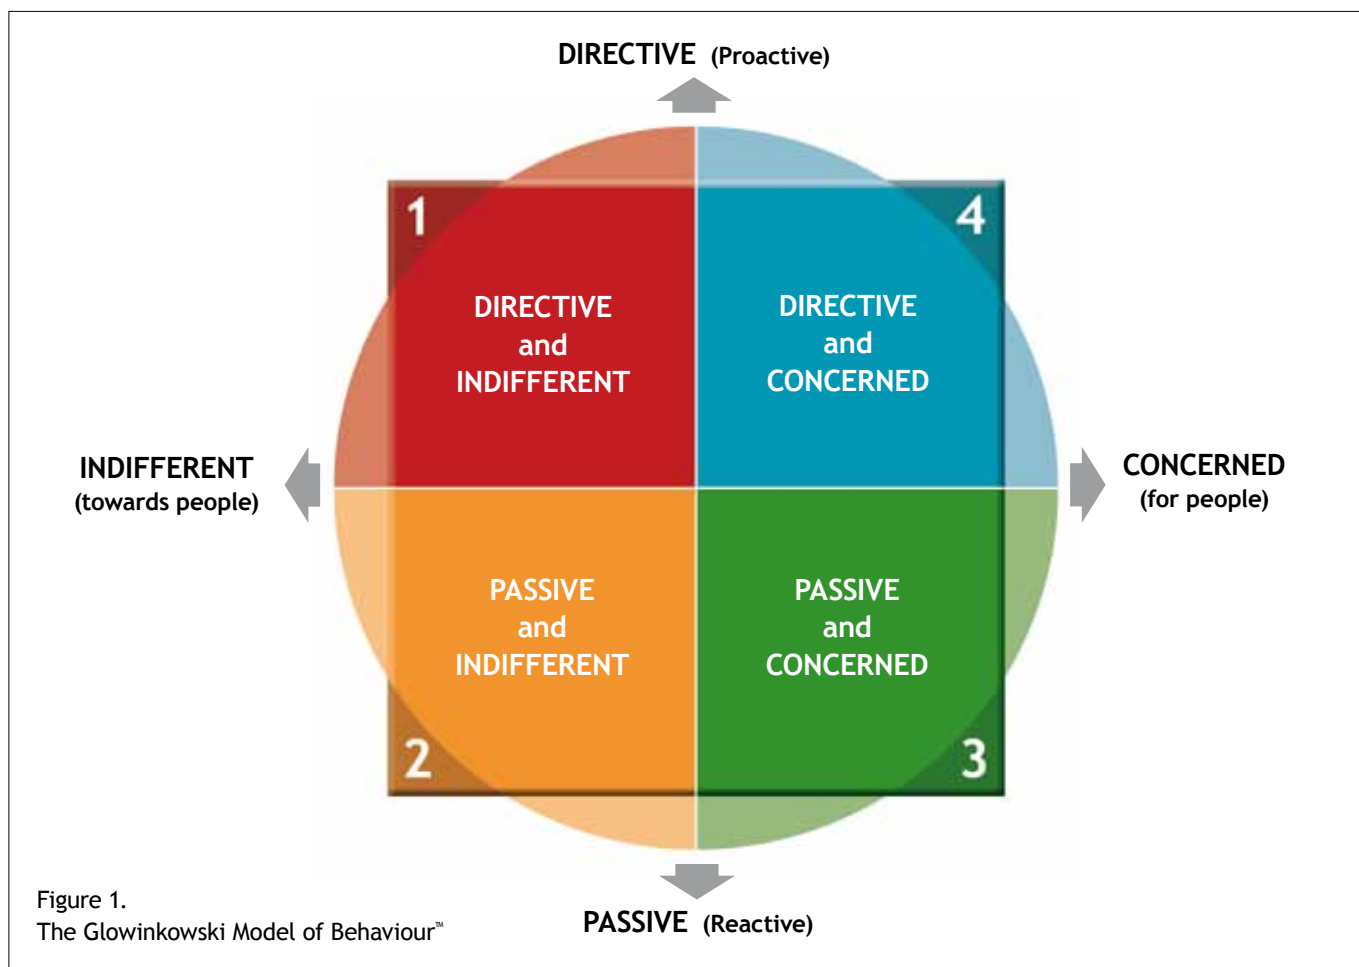 DIRECTIVE (Proactive)
1
4
DIRECTIVE
and
INDIFFERENT
DIRECTIVE
and
CONCERNED
INDIFFERENT
(towards people)
CONCERNED
(for people)
PASSIVE
and
INDIFFERENT
PASSIVE
and
CONCERNED
2
3
PASSIVE (Reactive)
Figure 1.
The Glowinkowski Model of Behaviour™